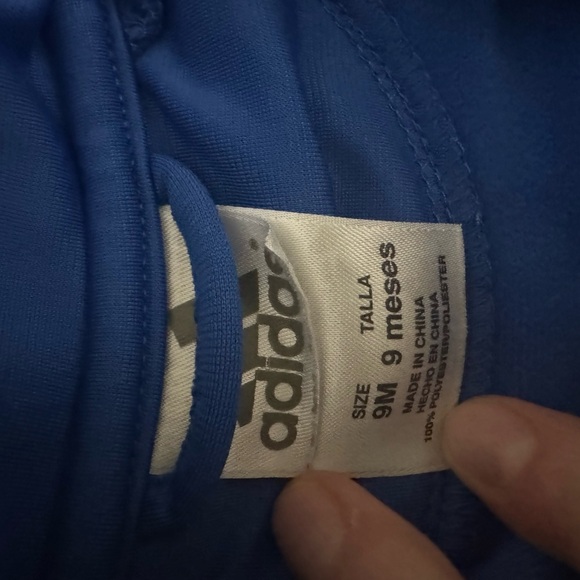 adidas
SIZE TALLA
9M 9 meses
MADE IN CHINA
HECHO EN CHINA
100% POLYESTER/POLIESTER